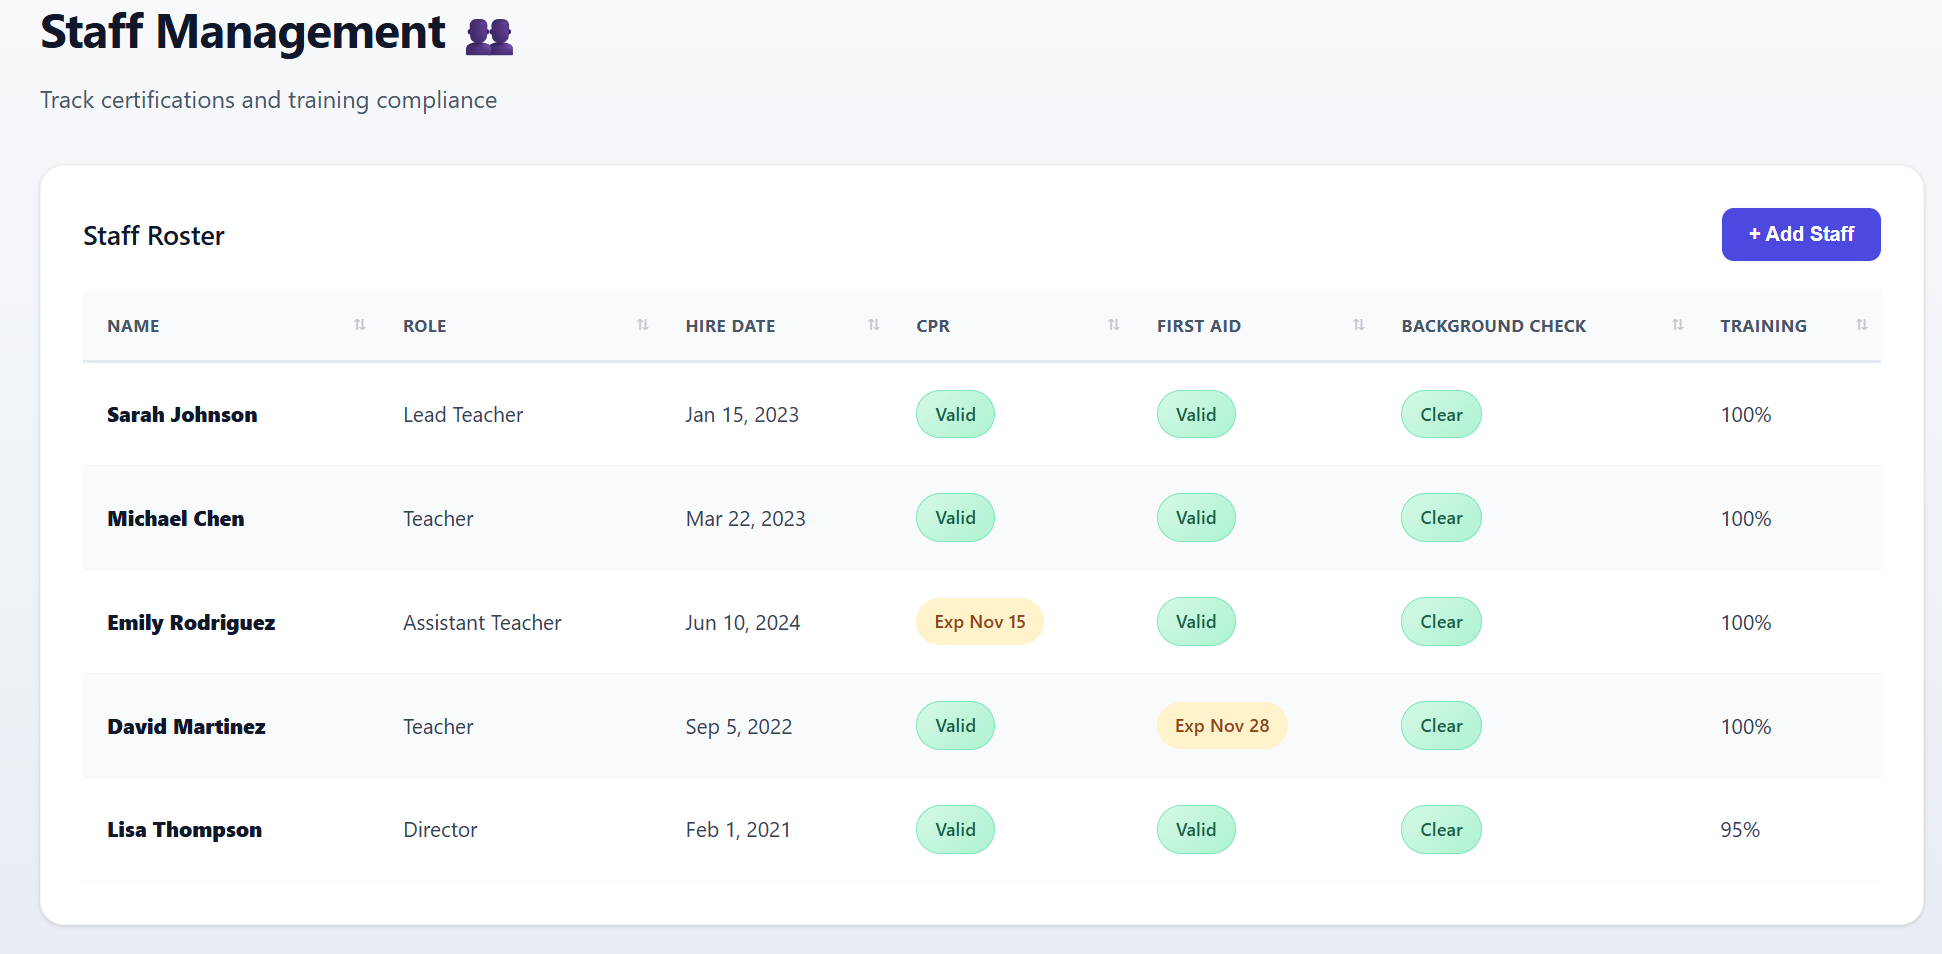 Staff Management
Track certifications and training compliance
Staff Roster
+ Add Staff
NAME ROLE HIRE DATE CPR FIRST AID BACKGROUND CHECK TRAINING
Sarah Johnson Lead Teacher Jan 15, 2023 Valid Valid Clear 100%
Michael Chen Teacher Mar 22, 2023 Valid Valid Clear 100%
Emily Rodriguez Assistant Teacher Jun 10, 2024 Exp Nov 15 Valid Clear 100%
David Martinez Teacher Sep 5, 2022 Valid Exp Nov 28 Clear 100%
Lisa Thompson Director Feb 1, 2021 Valid Valid Clear 95%